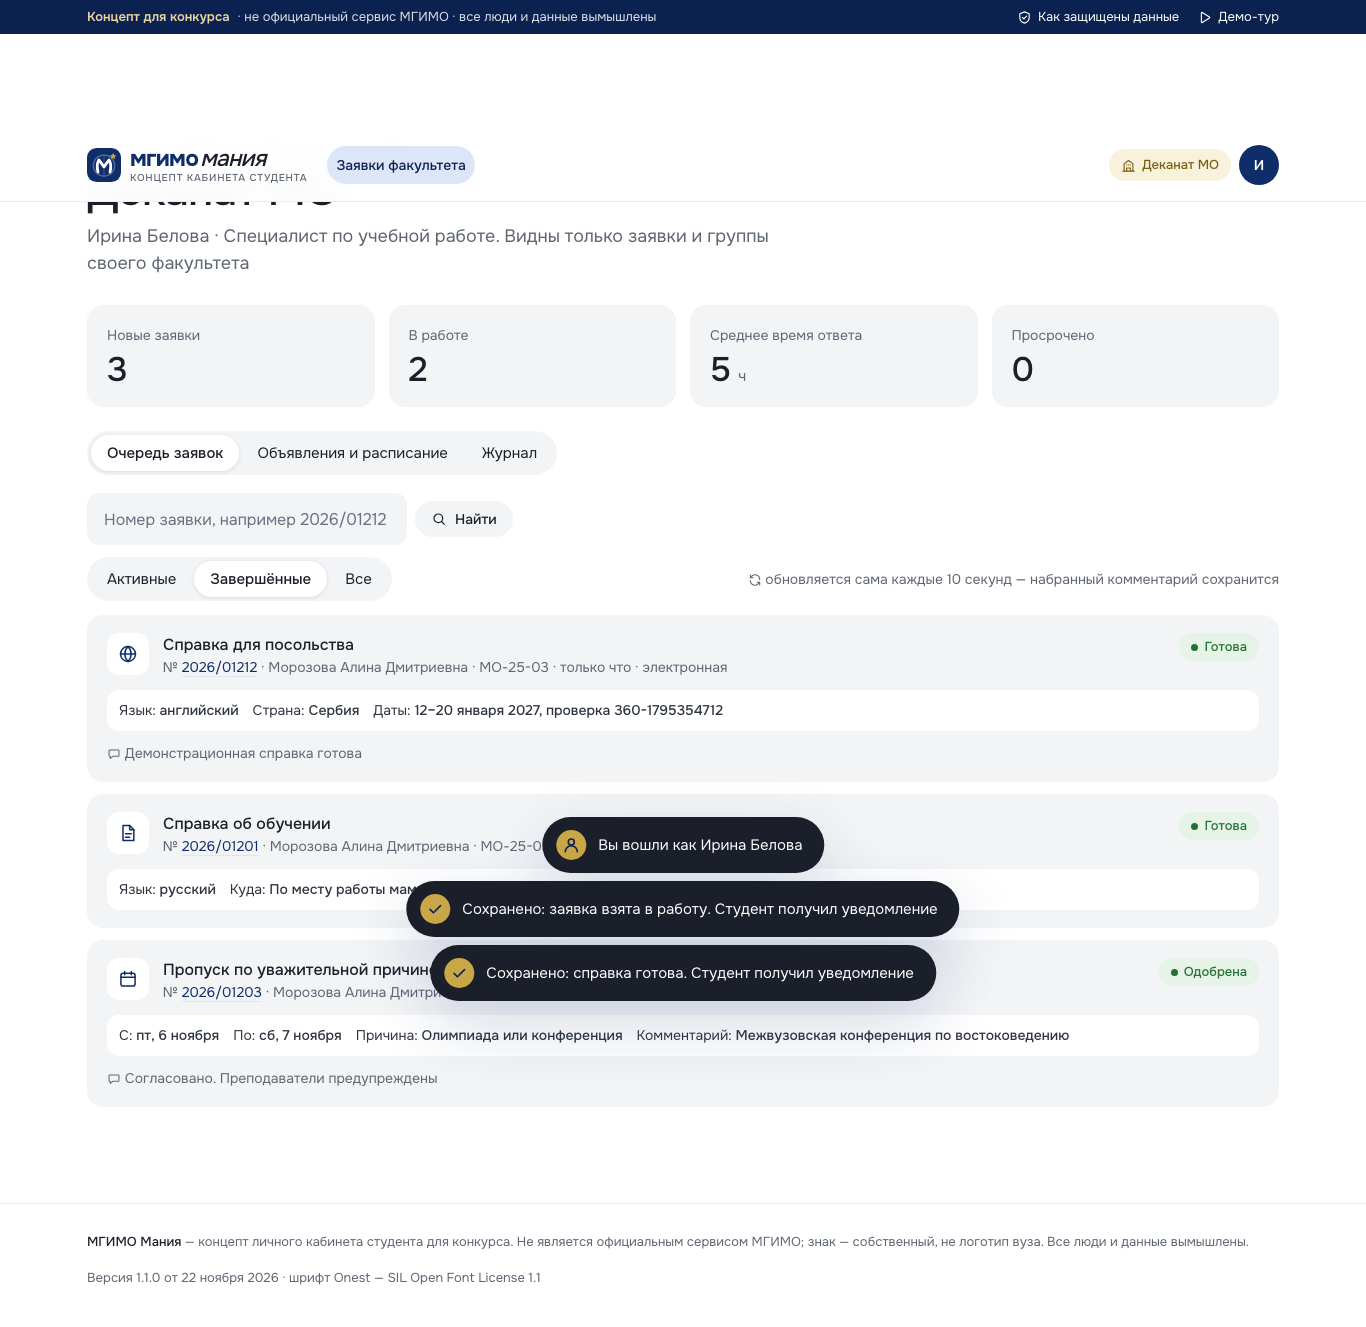 Концепт для конкурса · не официальный сервис МГИМО · все люди и данные вымышлены
Как защищены данные
Демо-тур
МГИМО мания
КОНЦЕПТ КАБИНЕТА СТУДЕНТА
Заявки факультета
Деканат МО
И
Деканат МО
Ирина Белова · Специалист по учебной работе. Видны только заявки и группы
своего факультета
Новые заявки
3
В работе
2
Среднее время ответа
5 ч
Просрочено
0
Очередь заявок
Объявления и расписание
Журнал
Номер заявки, например 2026/01212
Найти
Активные
Завершённые
Все
обновляется сама каждые 10 секунд — набранный комментарий сохранится
Справка для посольства
№ 2026/01212 · Морозова Алина Дмитриевна · МО-25-03 · только что · электронная
Готова
Язык: английский Страна: Сербия Даты: 12–20 января 2027, проверка 360-1795354712
Демонстрационная справка готова
Справка об обучении
№ 2026/01201 · Морозова Алина Дмитриевна · МО-25-0
Готова
Вы вошли как Ирина Белова
Язык: русский Куда: По месту работы мам
Сохранено: заявка взята в работу. Студент получил уведомление
Пропуск по уважительной причине
Сохранено: справка готова. Студент получил уведомление
Одобрена
№ 2026/01203 · Морозова Алина Дмитри
С: пт, 6 ноября По: сб, 7 ноября Причина: Олимпиада или конференция Комментарий: Межвузовская конференция по востоковедению
Согласовано. Преподаватели предупреждены
МГИМО Мания — концепт личного кабинета студента для конкурса. Не является официальным сервисом МГИМО; знак — собственный, не логотип вуза. Все люди и данные вымышлены.
Версия 1.1.0 от 22 ноября 2026 · шрифт Onest — SIL Open Font License 1.1